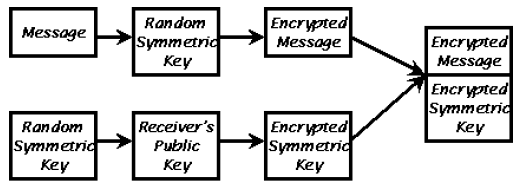 Message
Random
Symmetric
Key
Encrypted
Message
Encrypted
Message
Encrypted
Symmetric
Key
Random
Symmetric
Key
Receiver's
Public
Key
Encrypted
Symmetric
Key